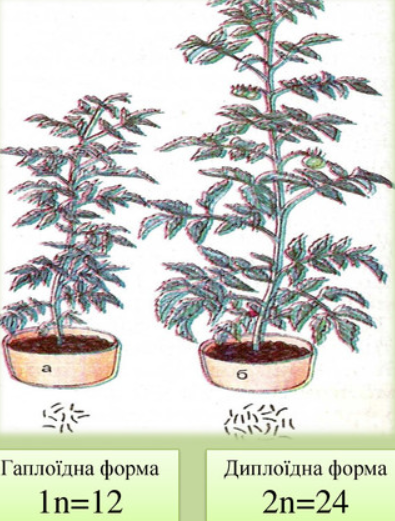 а
б
Гаплоїдна форма
1n=12
Диплоїдна форма
2n=24